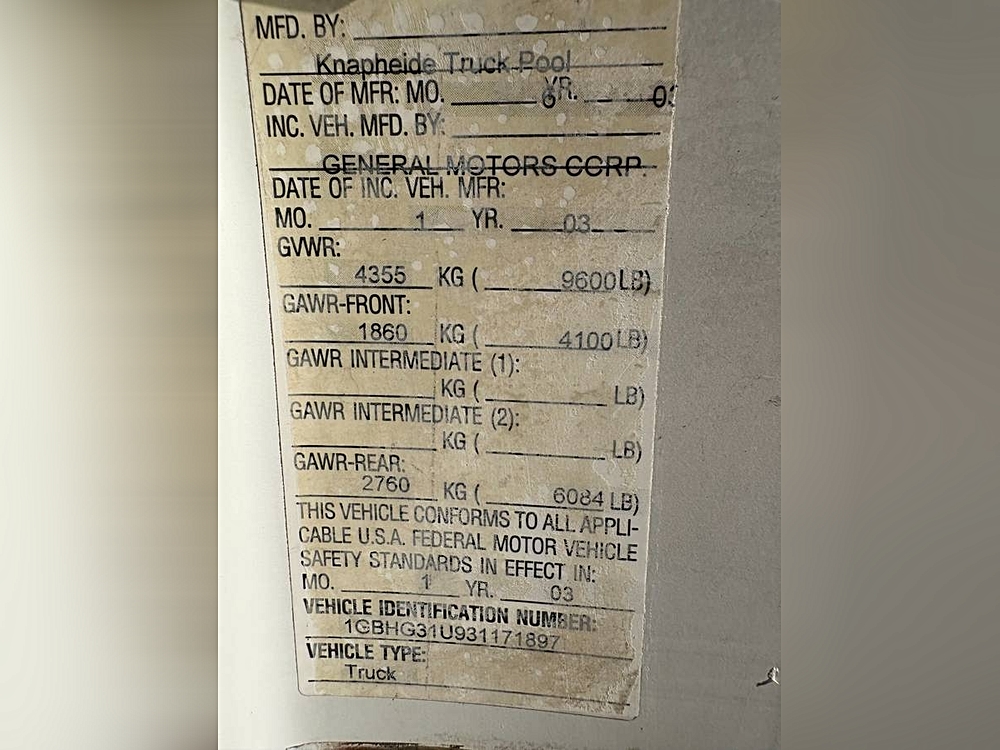 MFD. BY:
Knapheide Truck Pool
DATE OF MFR: MO. 6 YR. 03
INC. VEH. MFD. BY:
GENERAL MOTORS CORP.
DATE OF INC. VEH. MFR:
MO. 1 YR. 03
GVWR:
4355 KG ( 9600 LB)
GAWR-FRONT:
1860 KG ( 4100 LB)
GAWR INTERMEDIATE (1):
KG ( LB)
GAWR INTERMEDIATE (2):
KG ( LB)
GAWR-REAR:
2760 KG ( 6084 LB)
THIS VEHICLE CONFORMS TO ALL APPLI-
CABLE U.S.A. FEDERAL MOTOR VEHICLE
SAFETY STANDARDS IN EFFECT IN:
MO. 1 YR. 03
VEHICLE IDENTIFICATION NUMBER:
1GBHG31U931171897
VEHICLE TYPE:
Truck